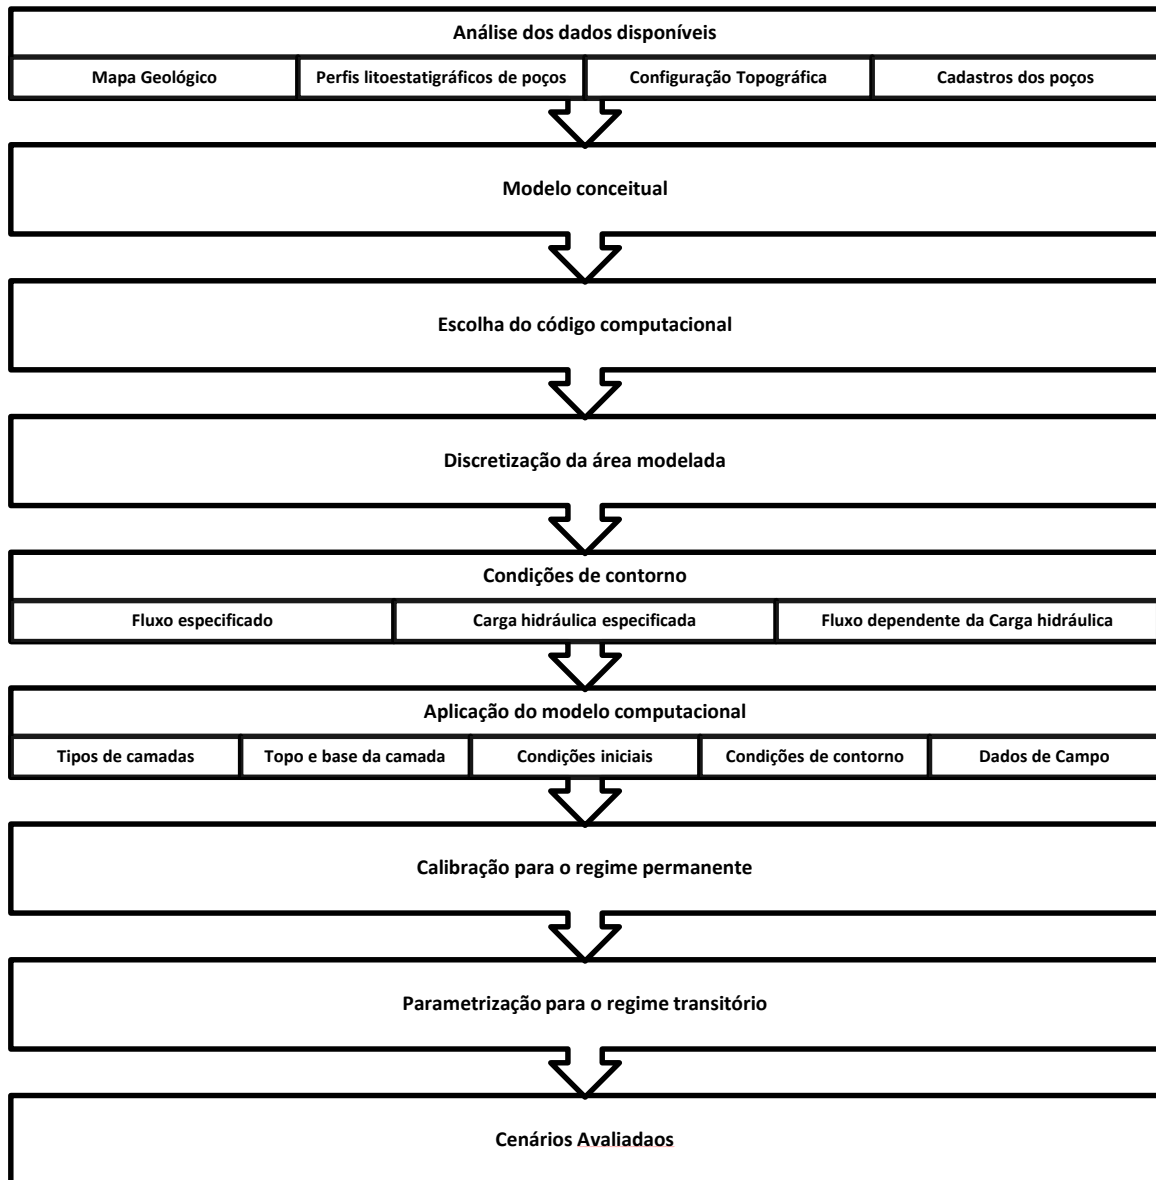 Análise dos dados disponíveis
Mapa Geológico
Perfis litoestatigráficos de poços
Configuração Topográfica
Cadastros dos poços
Modelo conceitual
Escolha do código computacional
Discretização da área modelada
Condições de contorno
Fluxo especificado
Carga hidráulica especificada
Fluxo dependente da Carga hidráulica
Aplicação do modelo computacional
Tipos de camadas
Topo e base da camada
Condições iniciais
Condições de contorno
Dados de Campo
Calibração para o regime permanente
Parametrização para o regime transitório
Cenários Avaliadaos